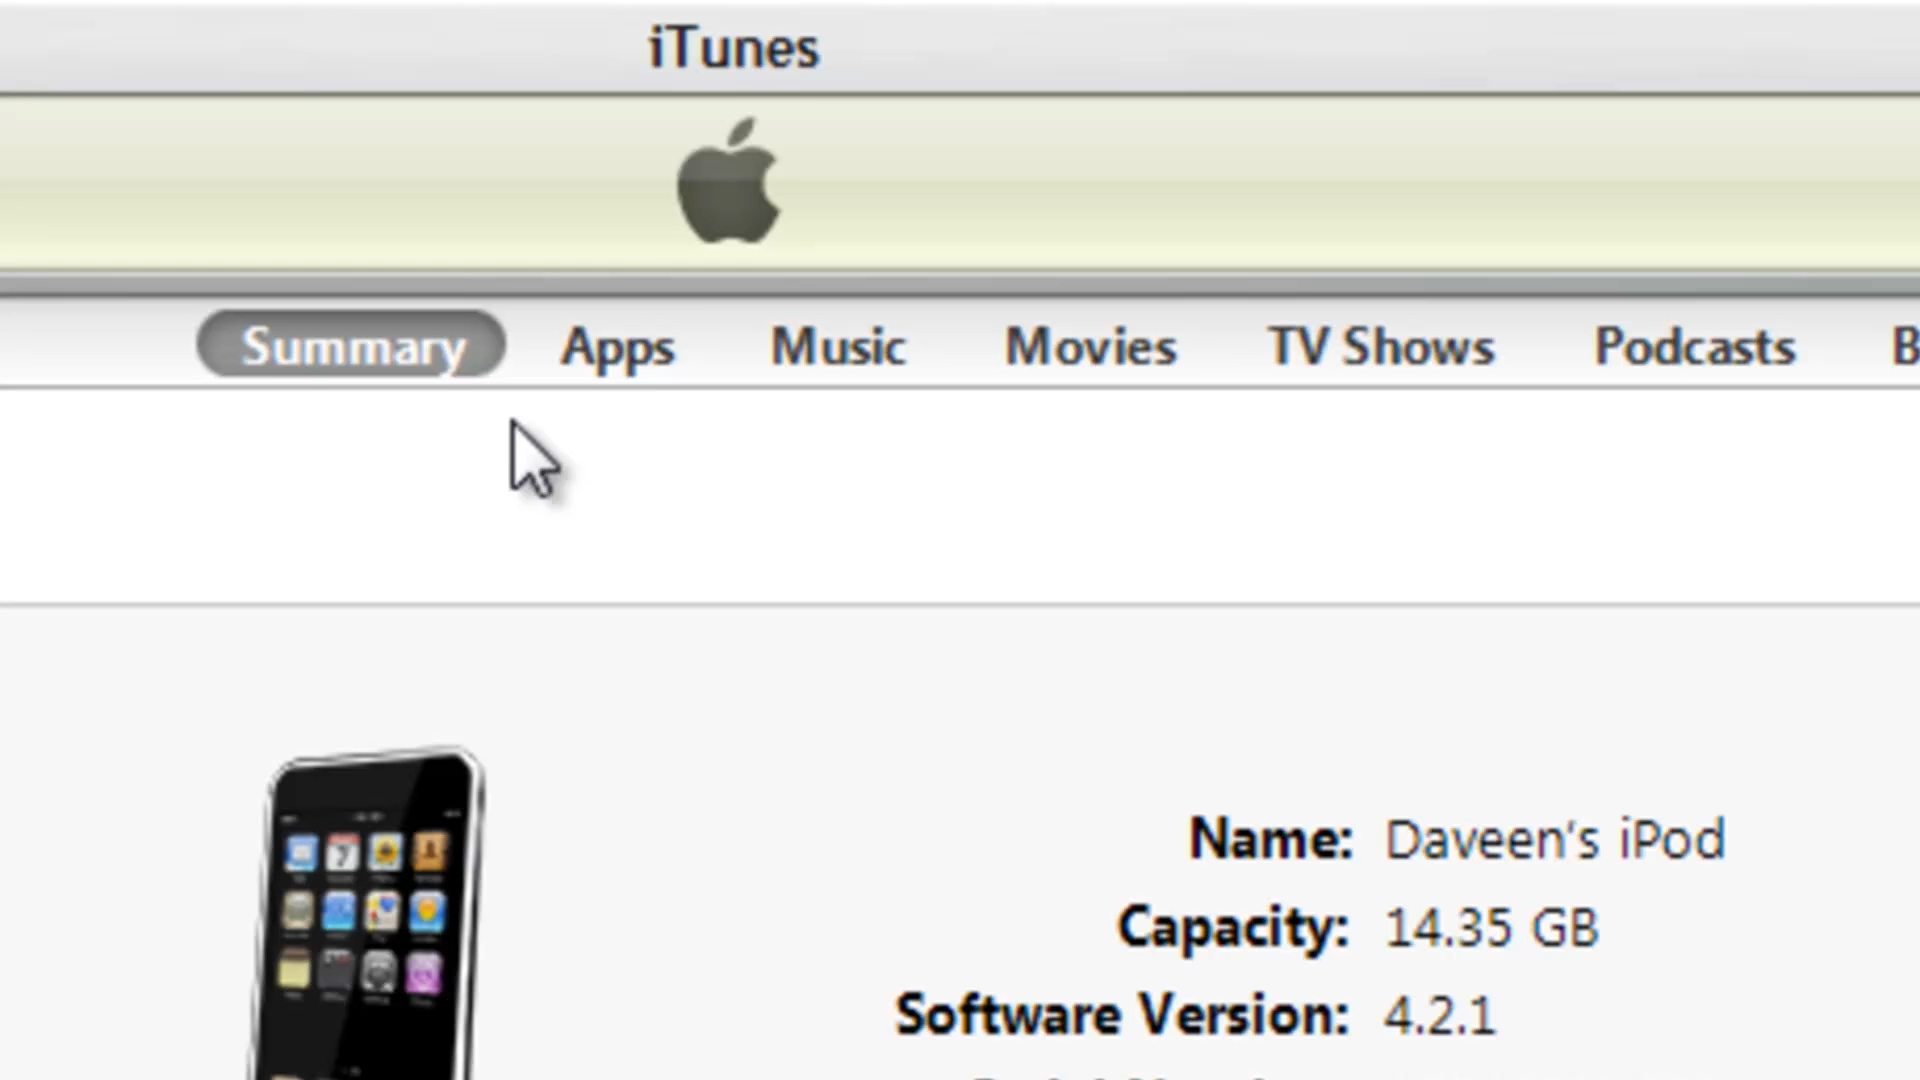 iTunes
Summary Apps Music Movies TV Shows Podcasts
Name: Daveen's iPod
Capacity: 14.35 GB
Software Version: 4.2.1